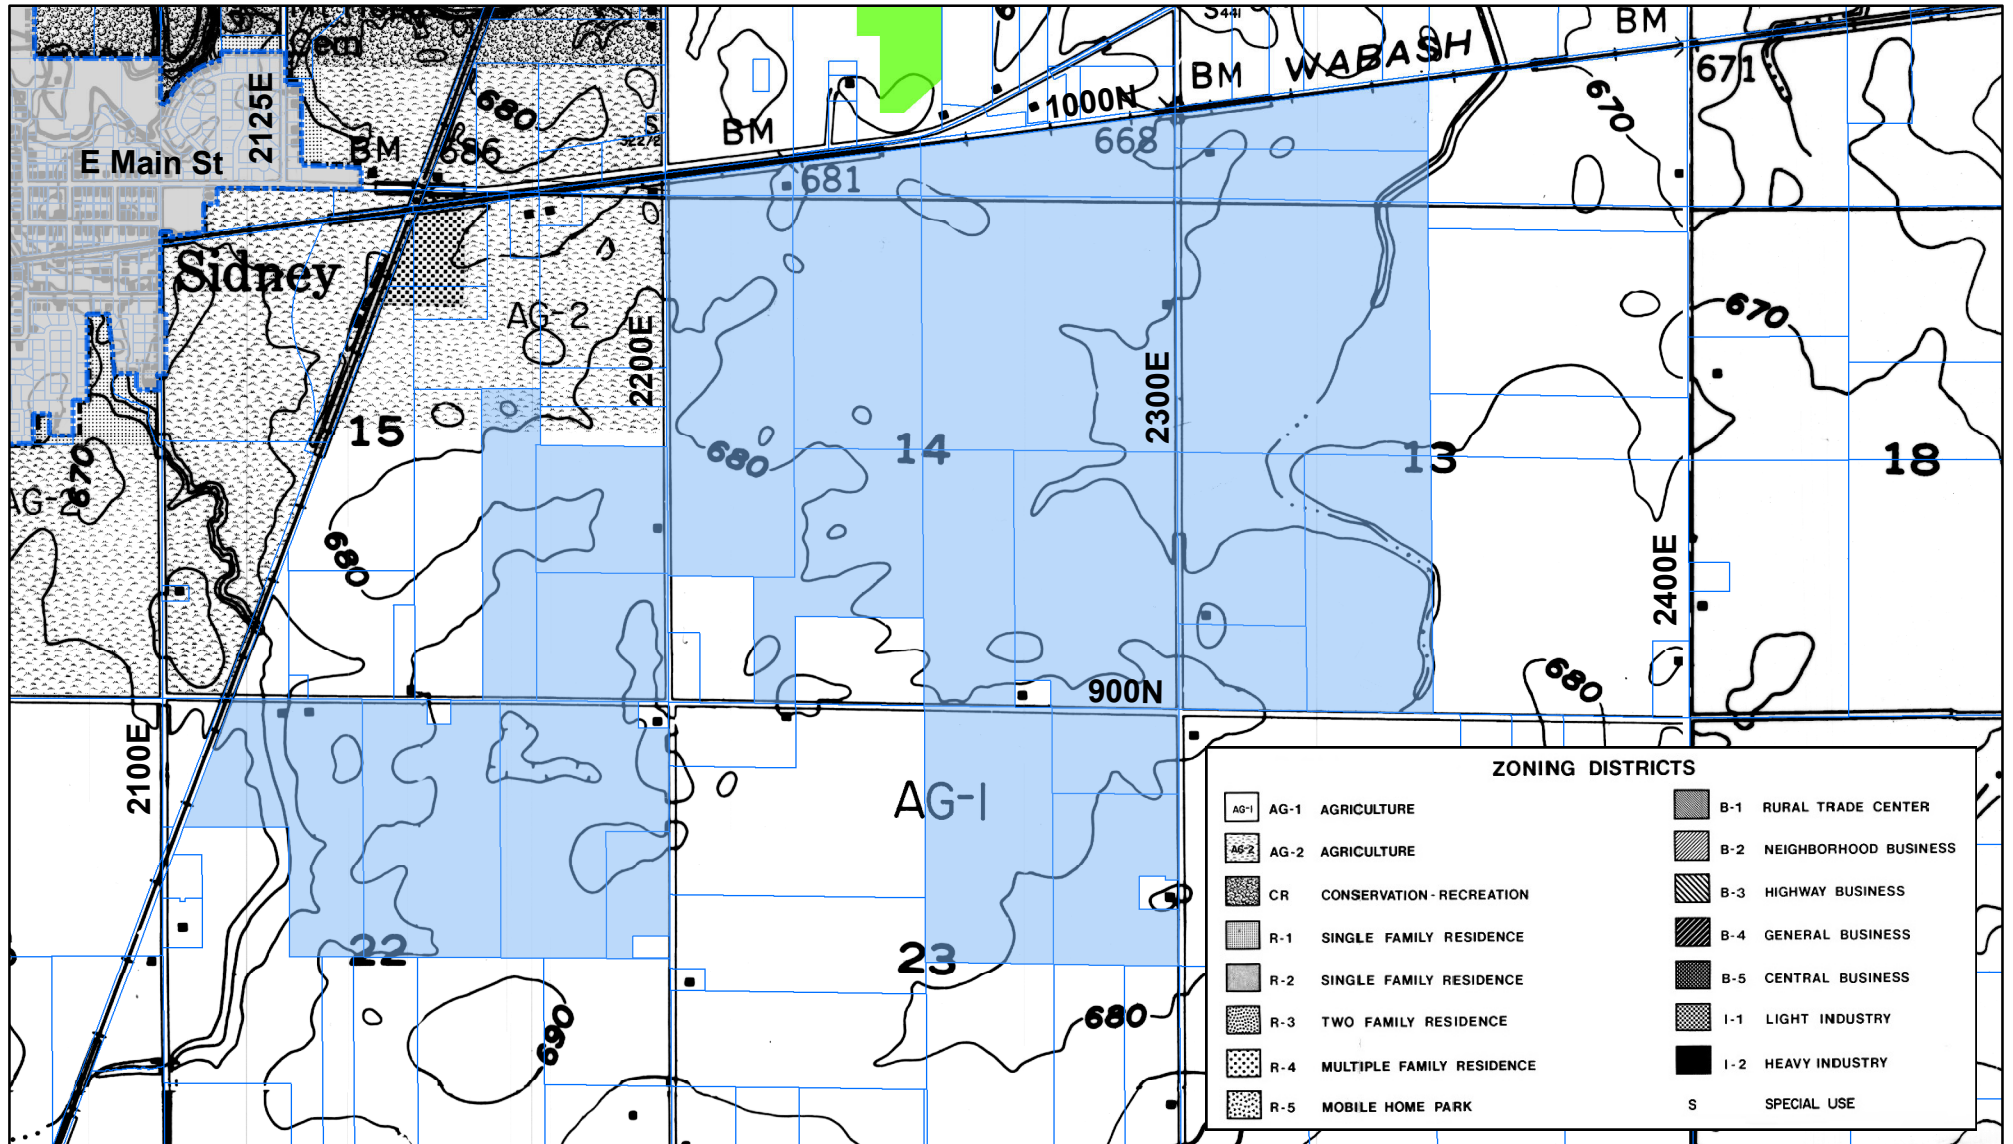 Cem
S441
BM
2125E
680
S
BM
BM
WABASH
671
1000N
670
E Main St
BM
686
668
681
Sidney
AG-2
2200E
2300E
670
15
680
14
13
18
670
680
2400E
680
900N
2100E
AG-1
22
23
690
680
ZONING DISTRICTS
AG-1 AG-1 AGRICULTURE
AG-2 AG-2 AGRICULTURE
CR CONSERVATION-RECREATION
R-1 SINGLE FAMILY RESIDENCE
R-2 SINGLE FAMILY RESIDENCE
R-3 TWO FAMILY RESIDENCE
R-4 MULTIPLE FAMILY RESIDENCE
R-5 MOBILE HOME PARK
B-1 RURAL TRADE CENTER
B-2 NEIGHBORHOOD BUSINESS
B-3 HIGHWAY BUSINESS
B-4 GENERAL BUSINESS
B-5 CENTRAL BUSINESS
I-1 LIGHT INDUSTRY
I-2 HEAVY INDUSTRY
S SPECIAL USE